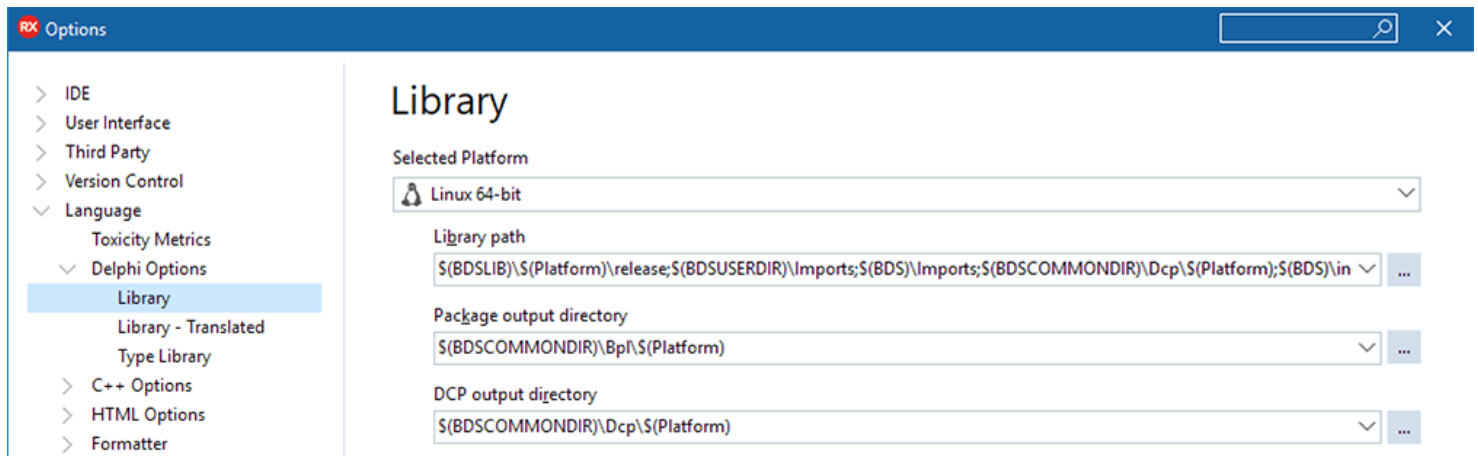 RX Options
IDE
User Interface
Third Party
Version Control
Language
Toxicity Metrics
Delphi Options
Library
Library - Translated
Type Library
C++ Options
HTML Options
Formatter
Library
Selected Platform
Linux 64-bit
Library path
$(BDSLIB)\$(Platform)\release;$(BDSUSERDIR)\Imports;$(BDS)\Imports;$(BDSCOMMONDIR)\Dcp\$(Platform);$(BDS)\in
...
Package output directory
$(BDSCOMMONDIR)\Bpl\$(Platform)
...
DCP output directory
$(BDSCOMMONDIR)\Dcp\$(Platform)
...